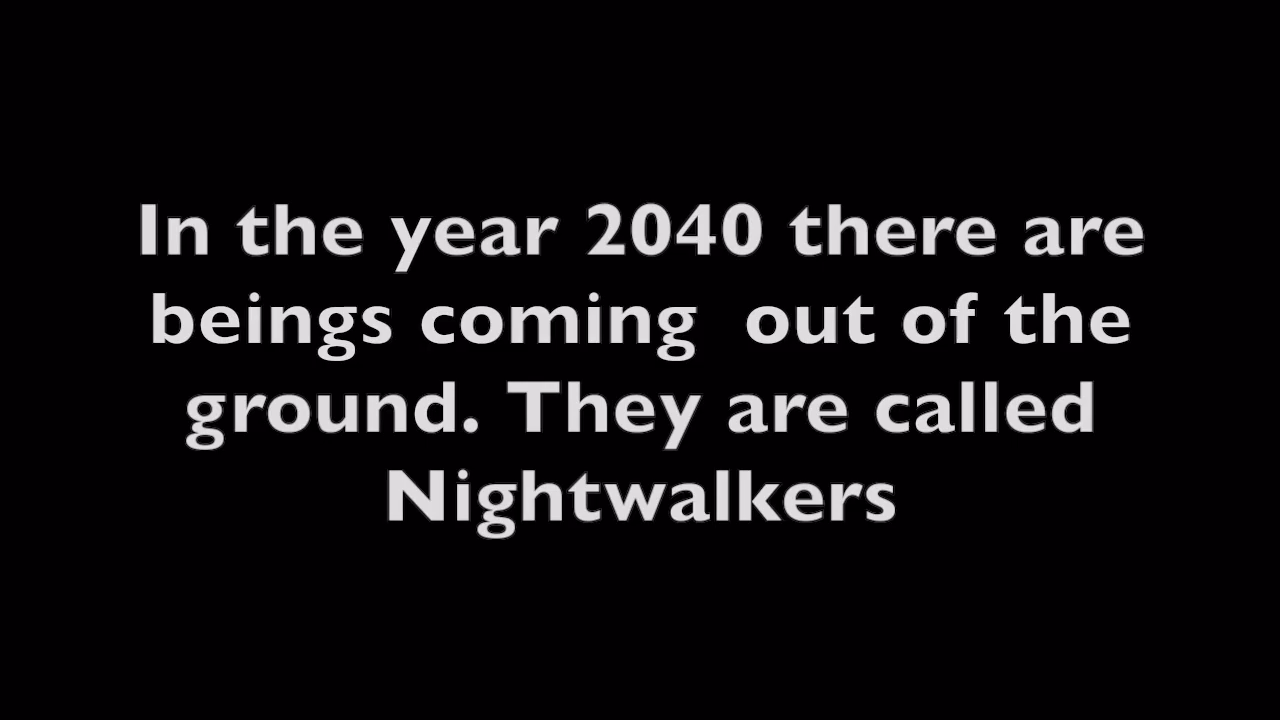 In the year 2040 there are
beings coming  out of the
ground. They are called
Nightwalkers